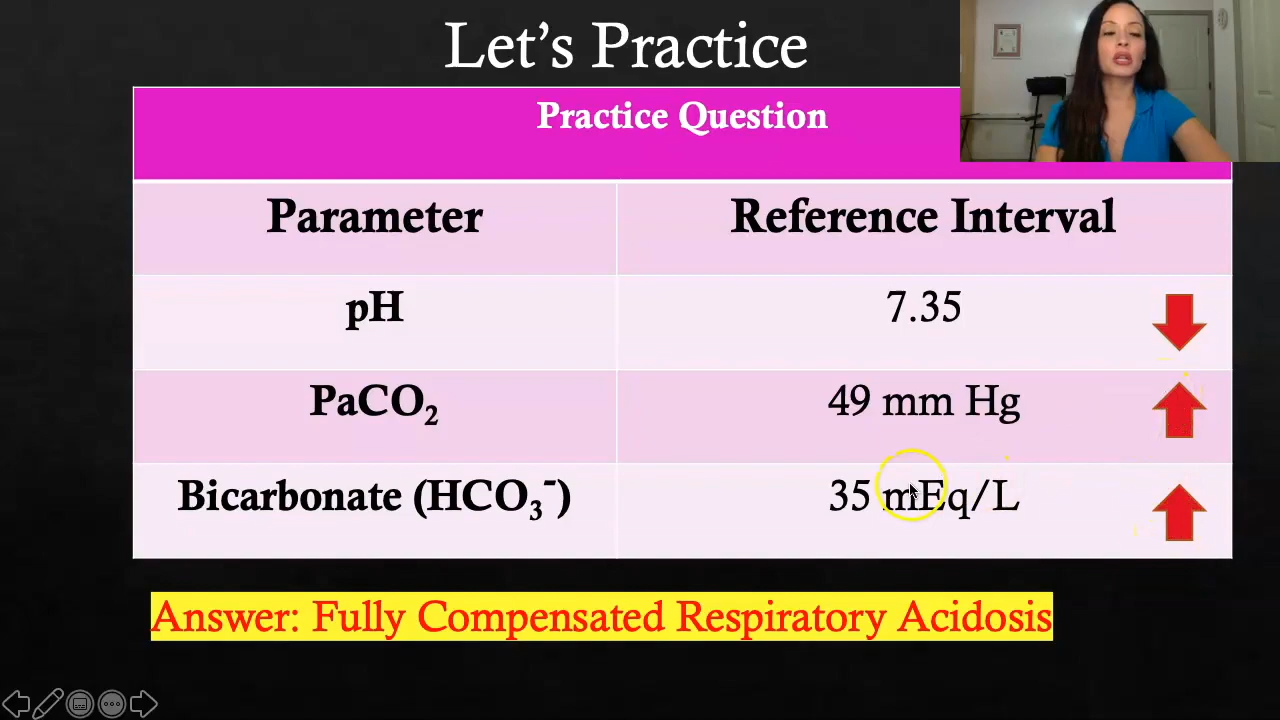 Let's Practice
Practice Question
Parameter
Reference Interval
pH
7.35
PaCO₂
49 mm Hg
Bicarbonate (HCO₃⁻)
35 mEq/L
Answer: Fully Compensated Respiratory Acidosis